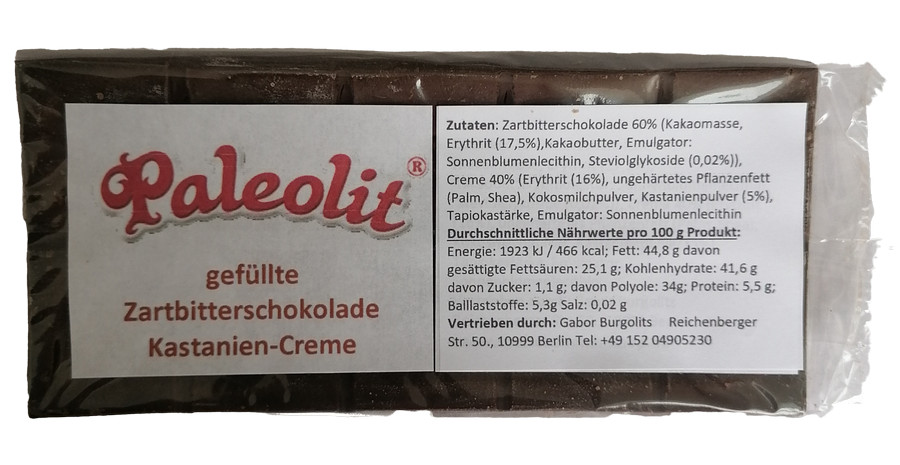 Paleolit®
gefüllte
Zartbitterschokolade
Kastanien-Creme
Zutaten: Zartbitterschokolade 60% (Kakaomasse,
Erythrit (17,5%),Kakaobutter, Emulgator:
Sonnenblumenlecithin, Steviolglykoside (0,02%)),
Creme 40% (Erythrit (16%), ungehärtetes Pflanzenfett
(Palm, Shea), Kokosmilchpulver, Kastanienpulver (5%),
Tapiokastärke, Emulgator: Sonnenblumenlecithin
Durchschnittliche Nährwerte pro 100 g Produkt:
Energie: 1923 kJ / 466 kcal; Fett: 44,8 g davon
gesättigte Fettsäuren: 25,1 g; Kohlenhydrate: 41,6 g
davon Zucker: 1,1 g; davon Polyole: 34g; Protein: 5,5 g;
Balllaststoffe: 5,3g Salz: 0,02 g
Vertrieben durch: Gabor Burgolits Reichenberger
Str. 50., 10999 Berlin Tel: +49 152 04905230